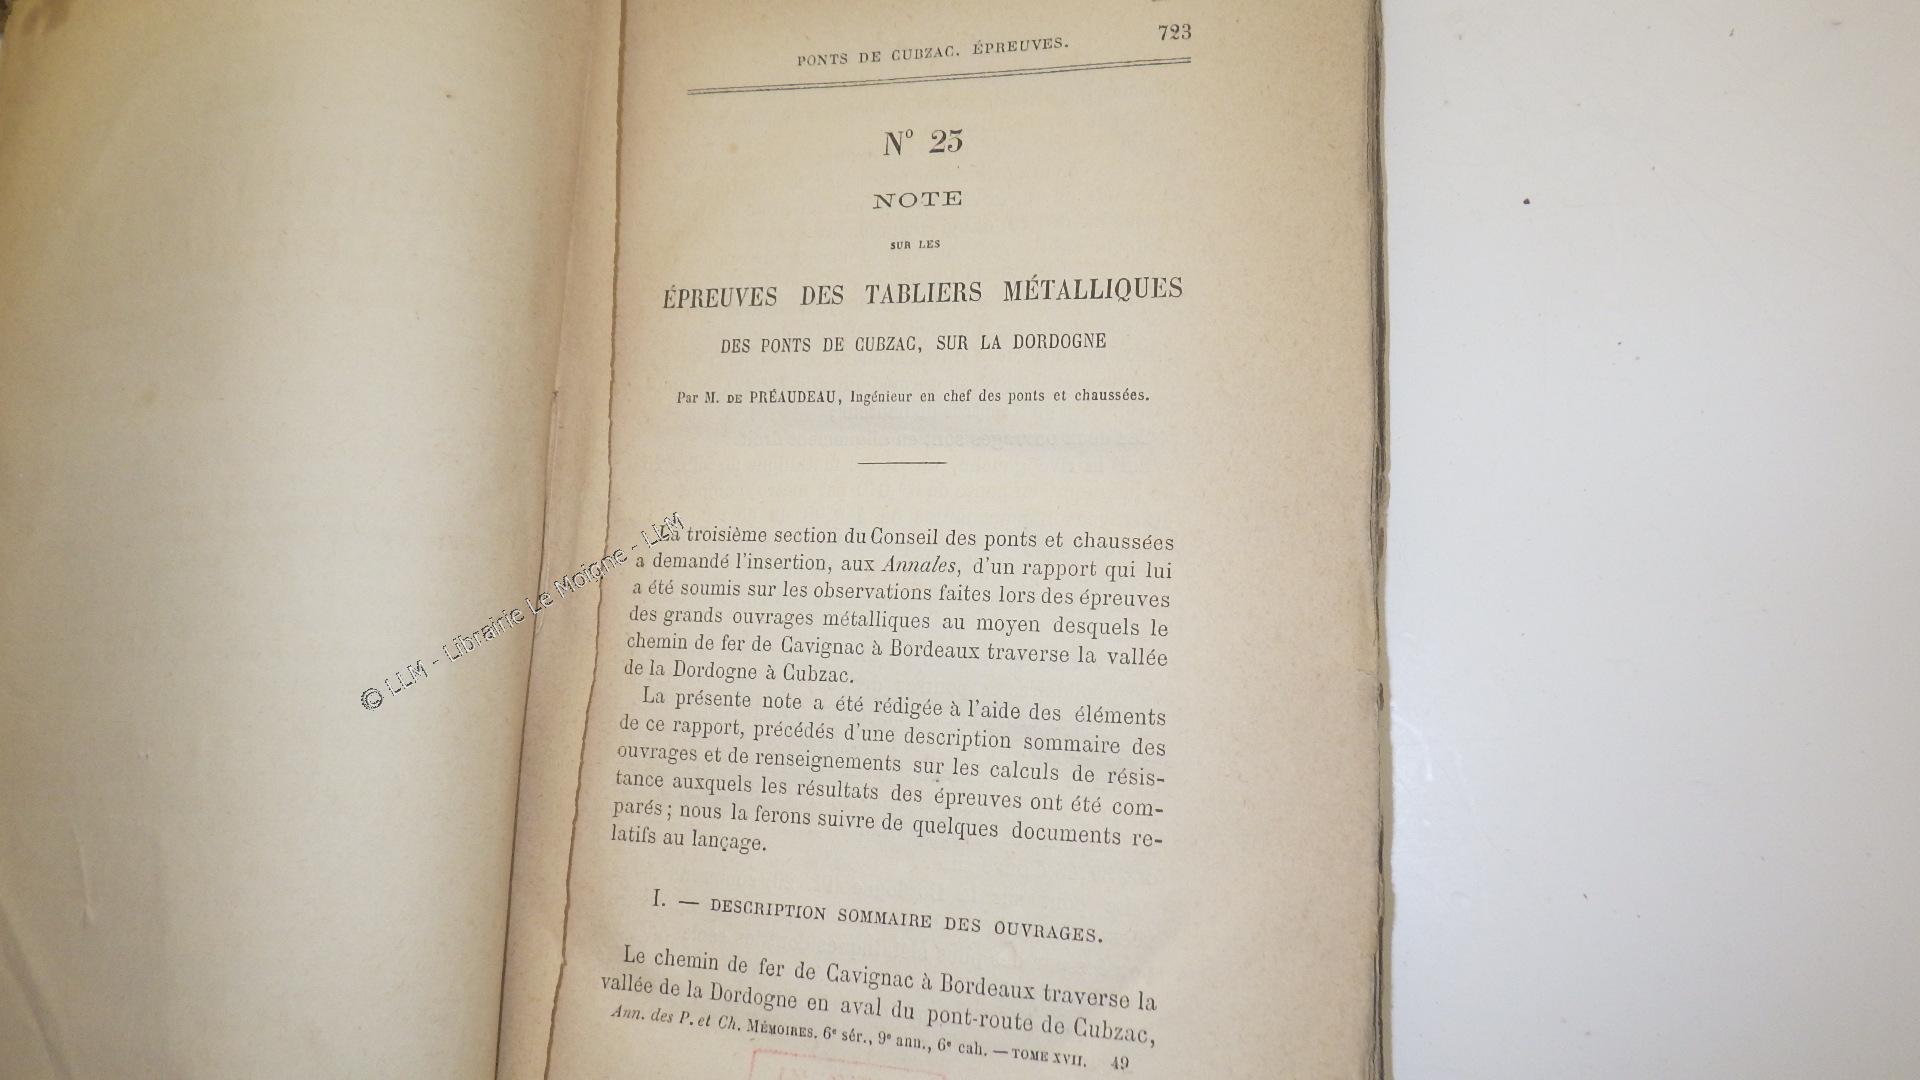 PONTS DE CUBZAC. ÉPREUVES. 723
N° 25
NOTE
SUR LES
ÉPREUVES DES TABLIERS MÉTALLIQUES
DES PONTS DE CUBZAC, SUR LA DORDOGNE
Par M. DE PRÉAUDEAU, Ingénieur en chef des ponts et chaussées.
La troisième section du Conseil des ponts et chaussées
a demandé l'insertion, aux Annales, d'un rapport qui lui
a été soumis sur les observations faites lors des épreuves
des grands ouvrages métalliques au moyen desquels le
chemin de fer de Cavignac à Bordeaux traverse la vallée
de la Dordogne à Cubzac.
La présente note a été rédigée à l'aide des éléments
de ce rapport, précédés d'une description sommaire des
ouvrages et de renseignements sur les calculs de résis-
tance auxquels les résultats des épreuves ont été com-
parés; nous la ferons suivre de quelques documents re-
latifs au lançage.
I. — DESCRIPTION SOMMAIRE DES OUVRAGES.
Le chemin de fer de Cavignac à Bordeaux traverse la
vallée de la Dordogne en aval du pont-route de Cubzac,
Ann. des P. et Ch. MÉMOIRES. 6e sér., 9e ann., 6e cah. — TOME XVII. 49
© LLM - Librairie Le Moigne - LLM